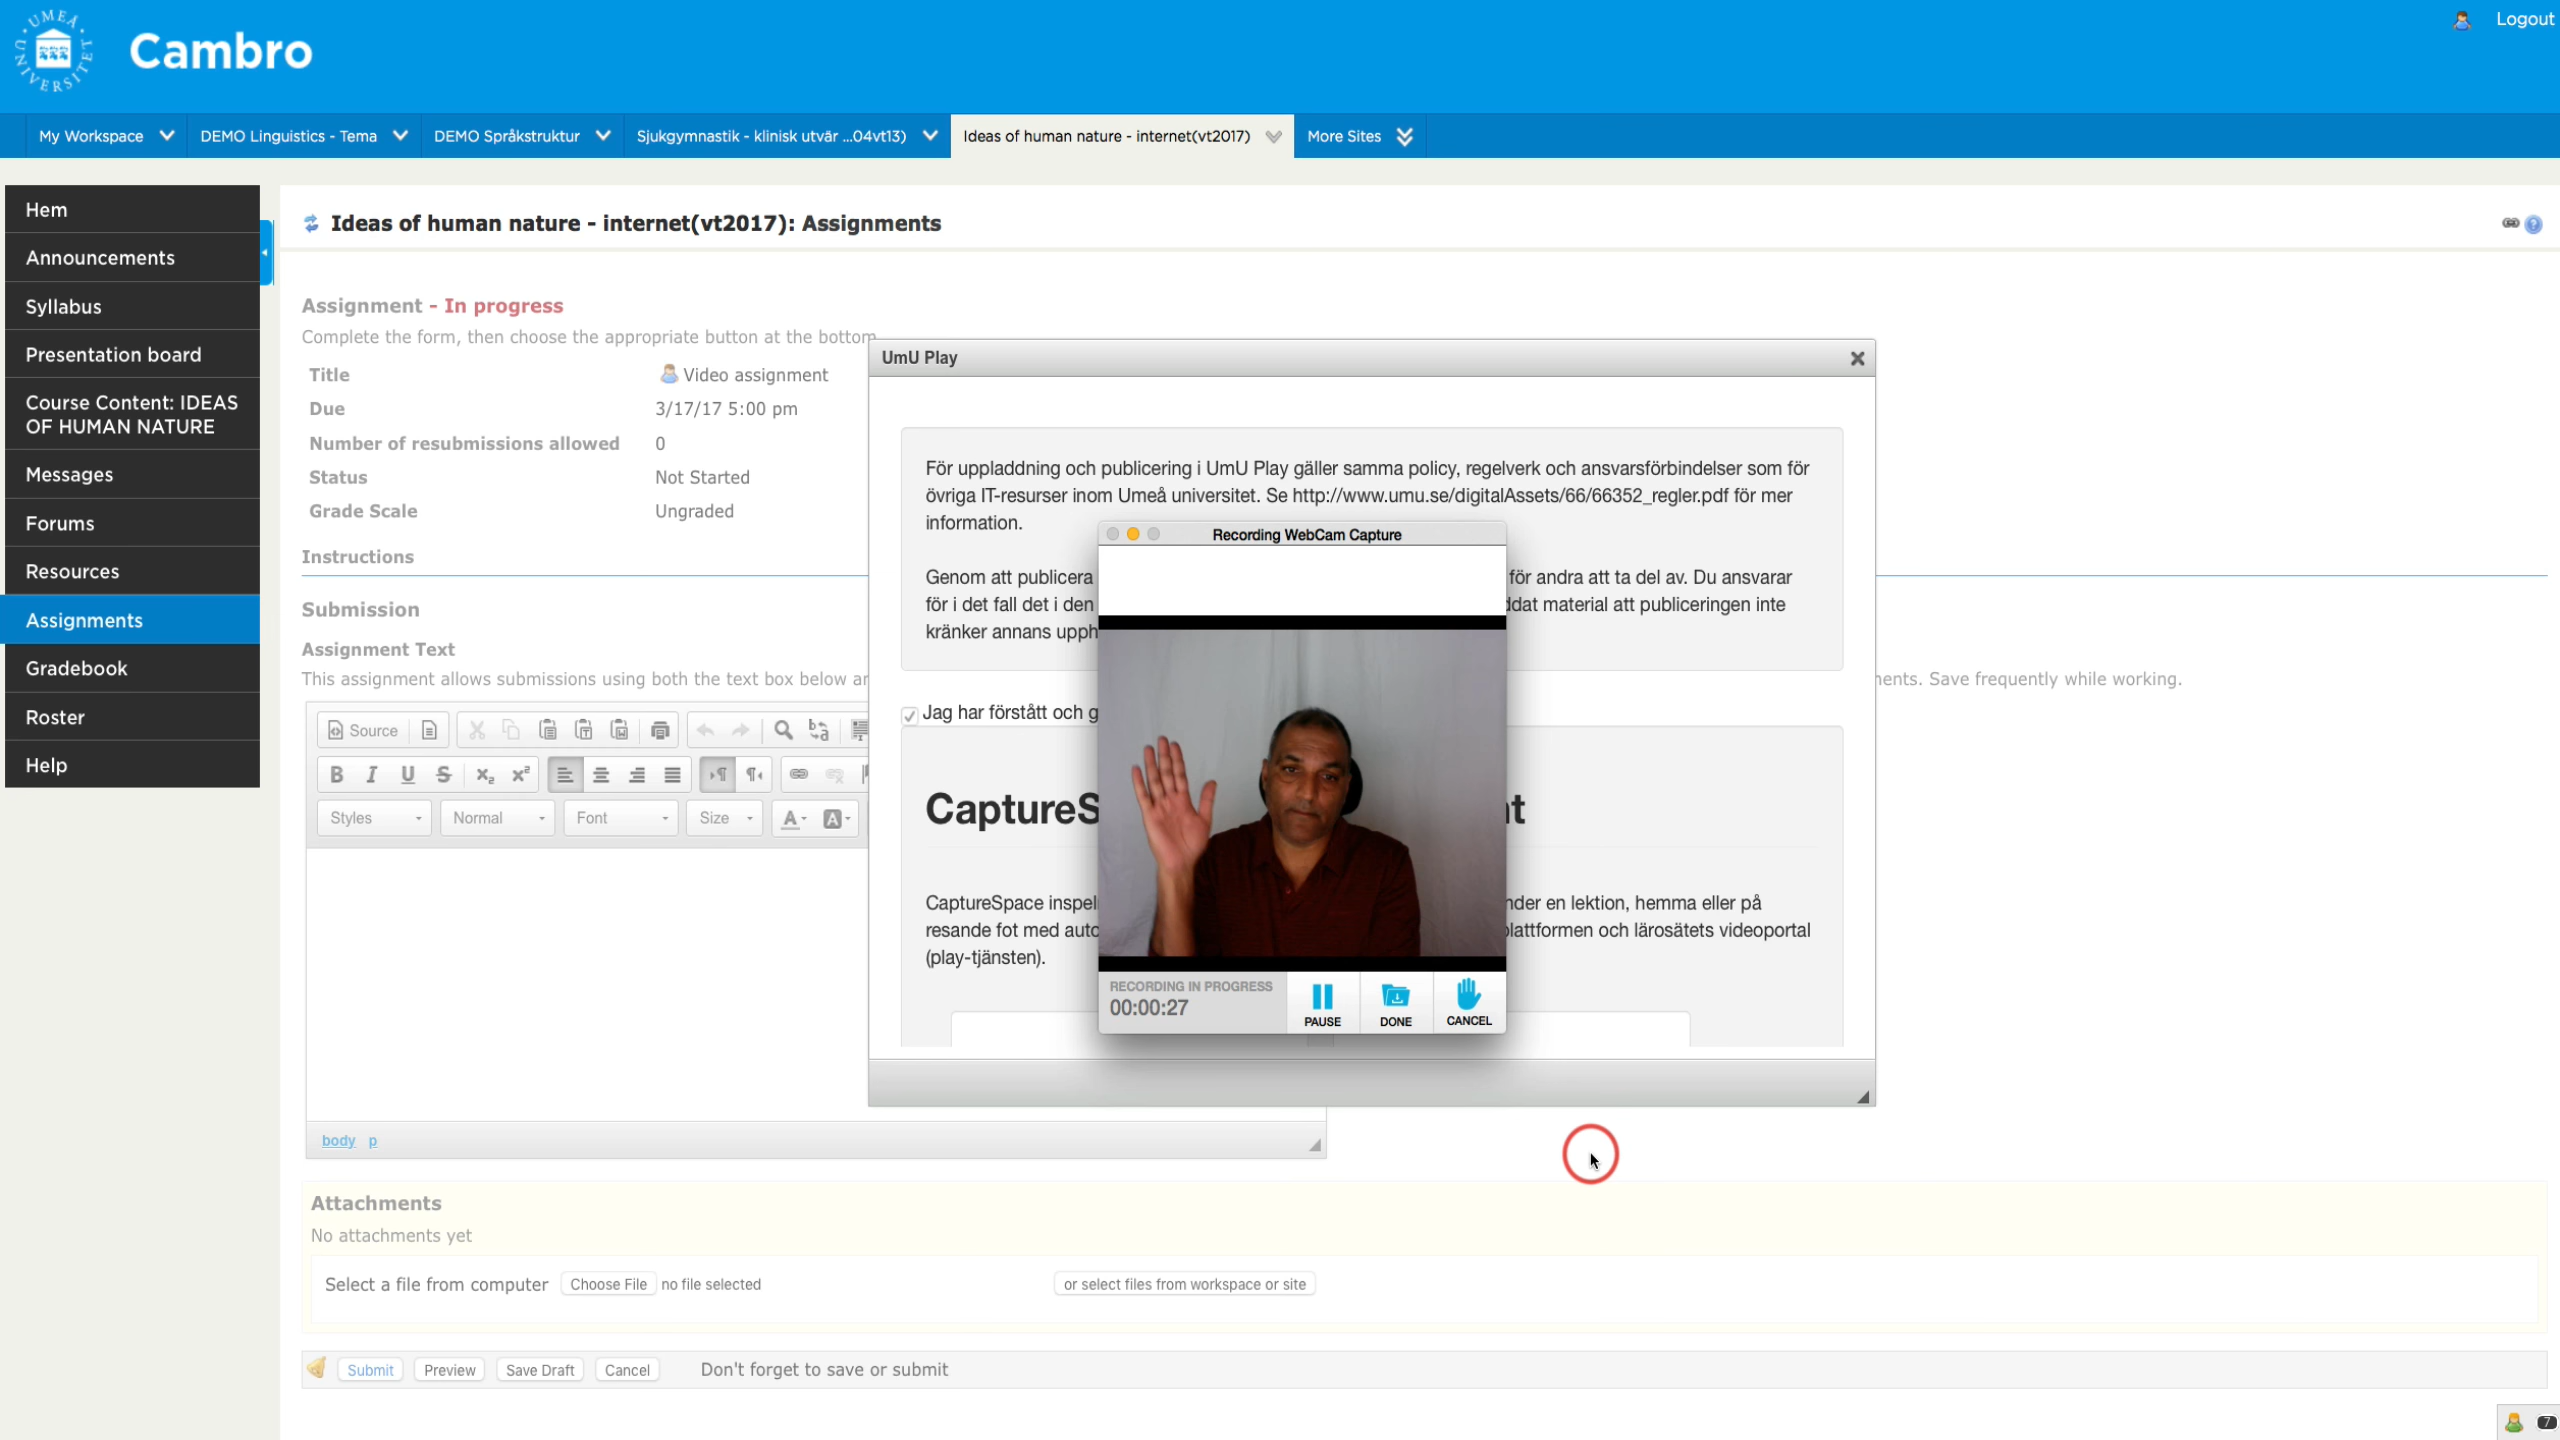 UMEÅ UNIVERSITET
Cambro
Logout
My Workspace
DEMO Linguistics - Tema
DEMO Språkstruktur
Sjukgymnastik - klinisk utvär ...04vt13)
Ideas of human nature - internet(vt2017)
More Sites
Hem
Announcements
Syllabus
Presentation board
Course Content: IDEAS
OF HUMAN NATURE
Messages
Forums
Resources
Assignments
Gradebook
Roster
Help
Ideas of human nature - internet(vt2017): Assignments
Assignment - In progress
Complete the form, then choose the appropriate button at the bottom
Title Video assignment
Due 3/17/17 5:00 pm
Number of resubmissions allowed 0
Status Not Started
Grade Scale Ungraded
Instructions
Submission
Assignment Text
This assignment allows submissions using both the text box below
Save frequently while working.
Source
B I U S x₂ x²
Styles Normal Font Size A A
body p
UmU Play
För uppladdning och publicering i UmU Play gäller samma policy, regelverk och ansvarsförbindelser som för
övriga IT-resurser inom Umeå universitet. Se http://www.umu.se/digitalAssets/66/66352_regler.pdf för mer
information.
Genom att publicera för andra att ta del av. Du ansvarar
för i det fall det i den material att publiceringen inte
kränker annans
Jag har förstått och
CaptureS
CaptureSpace en lektion, hemma eller på
resande fot med och lärosätets videoportal
(play-tjänsten).
Recording WebCam Capture
RECORDING IN PROGRESS
00:00:27
PAUSE
DONE
CANCEL
Attachments
No attachments yet
Select a file from computer Choose File no file selected or select files from workspace or site
Submit Preview Save Draft Cancel Don't forget to save or submit
7